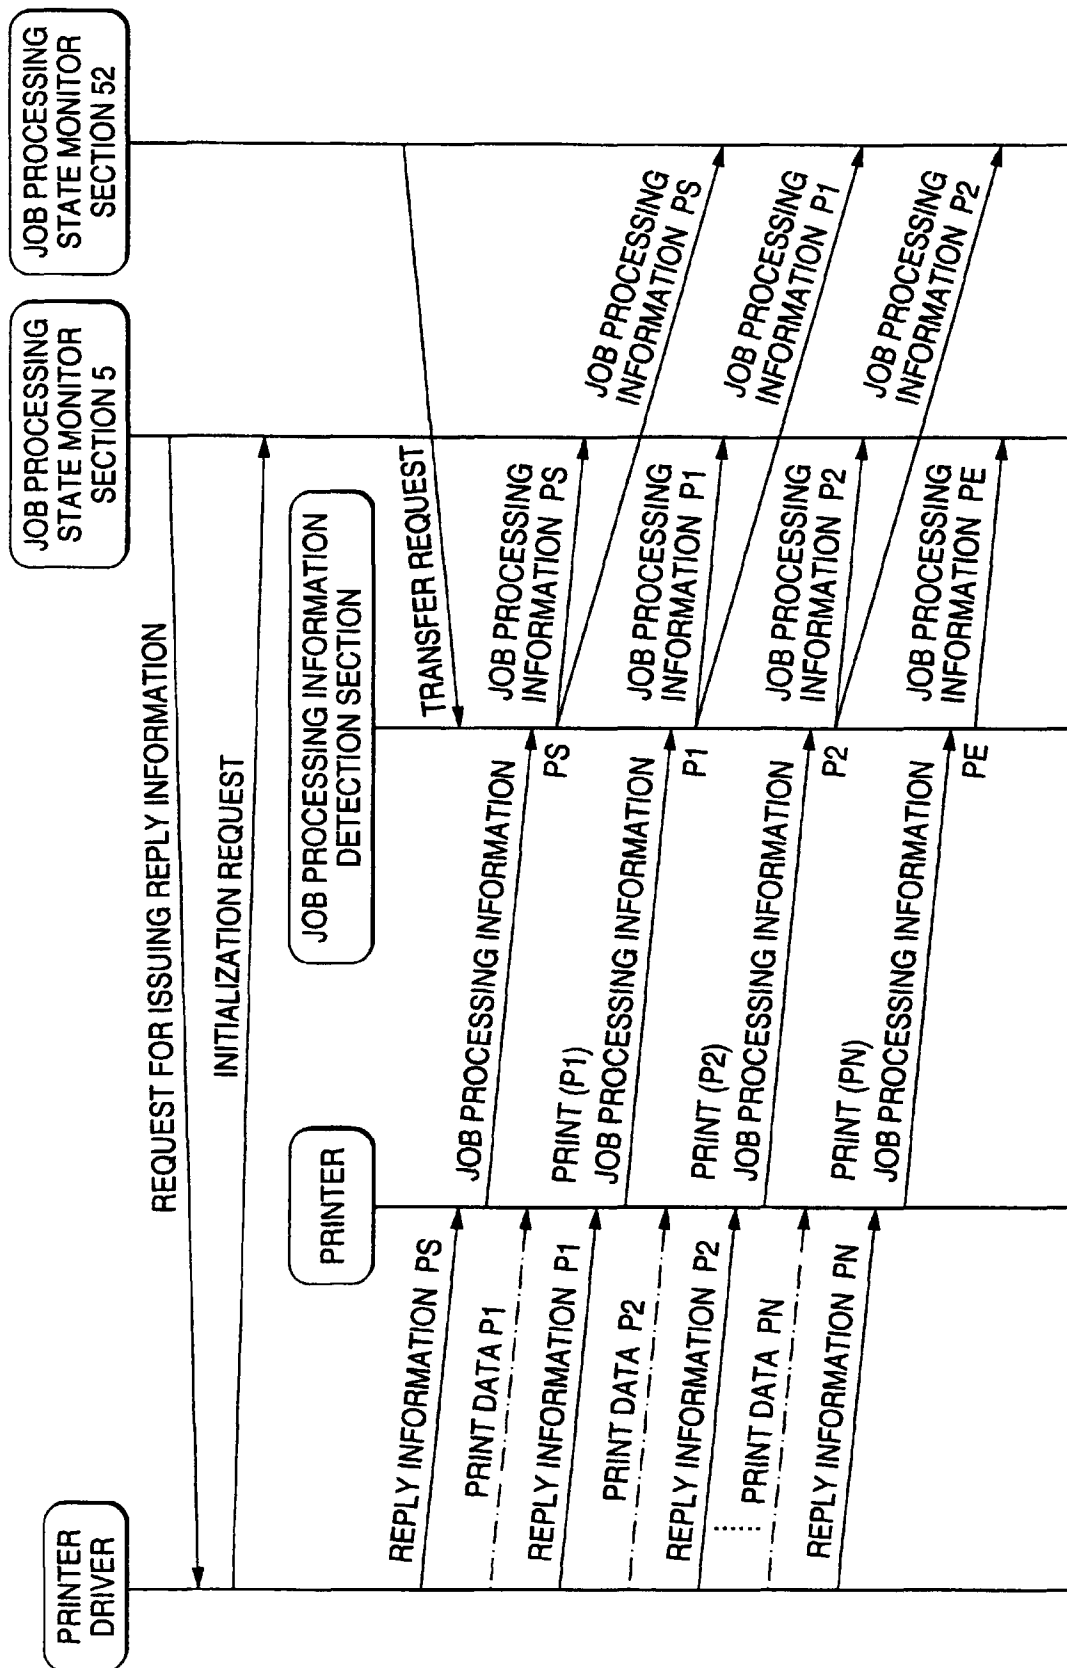 PRINTER
DRIVER
PRINTER
JOB PROCESSING INFORMATION
DETECTION SECTION
JOB PROCESSING
STATE MONITOR
SECTION 5
JOB PROCESSING
STATE MONITOR
SECTION 52
REQUEST FOR ISSUING REPLY INFORMATION
INITIALIZATION REQUEST
TRANSFER REQUEST
REPLY INFORMATION PS
PRINT DATA P1
REPLY INFORMATION P1
PRINT DATA P2
REPLY INFORMATION P2
PRINT DATA PN
REPLY INFORMATION PN
JOB PROCESSING INFORMATION
PS
PRINT (P1)
JOB PROCESSING INFORMATION
P1
PRINT (P2)
JOB PROCESSING INFORMATION
P2
PRINT (PN)
JOB PROCESSING INFORMATION
PE
JOB PROCESSING
INFORMATION PS
JOB PROCESSING
INFORMATION P1
JOB PROCESSING
INFORMATION P2
JOB PROCESSING
INFORMATION PE
JOB PROCESSING
INFORMATION PS
JOB PROCESSING
INFORMATION P1
JOB PROCESSING
INFORMATION P2